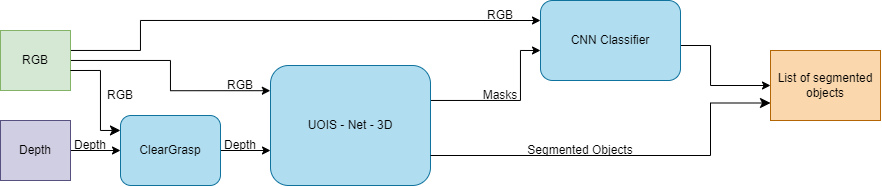 RGB
CNN Classifier
RGB
RGB
List of segmented
objects
RGB
Masks
UOIS - Net - 3D
Depth
Depth
ClearGrasp
Depth
Segmented Objects